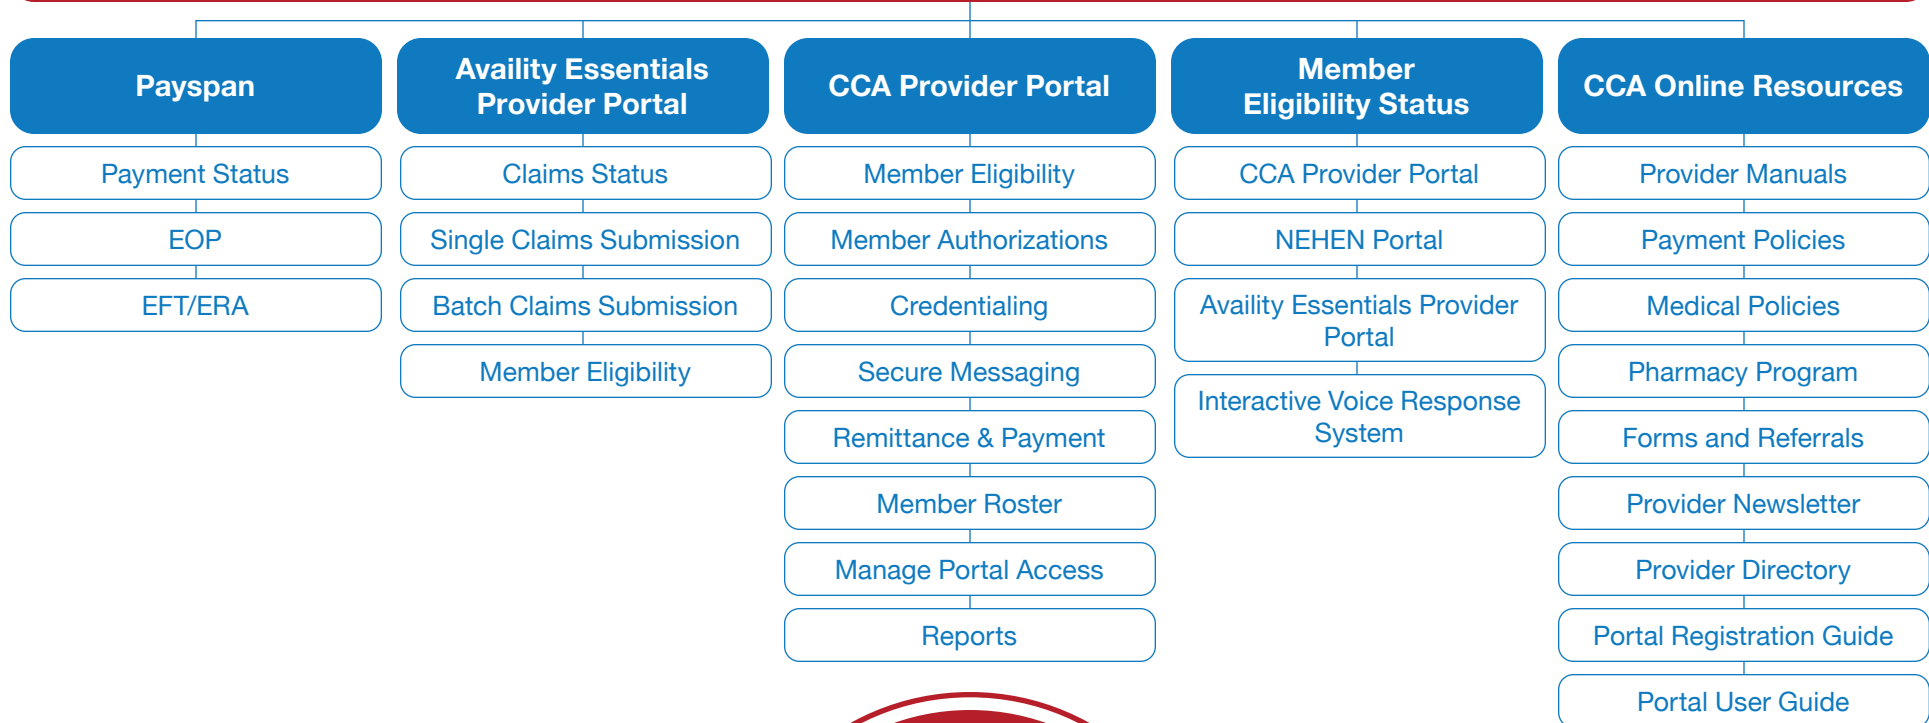 Payspan
Payment Status
EOP
EFT/ERA
Availity Essentials
Provider Portal
Claims Status
Single Claims Submission
Batch Claims Submission
Member Eligibility
CCA Provider Portal
Member Eligibility
Member Authorizations
Credentialing
Secure Messaging
Remittance & Payment
Member Roster
Manage Portal Access
Reports
Member
Eligibility Status
CCA Provider Portal
NEHEN Portal
Availity Essentials Provider
Portal
Interactive Voice Response
System
CCA Online Resources
Provider Manuals
Payment Policies
Medical Policies
Pharmacy Program
Forms and Referrals
Provider Newsletter
Provider Directory
Portal Registration Guide
Portal User Guide